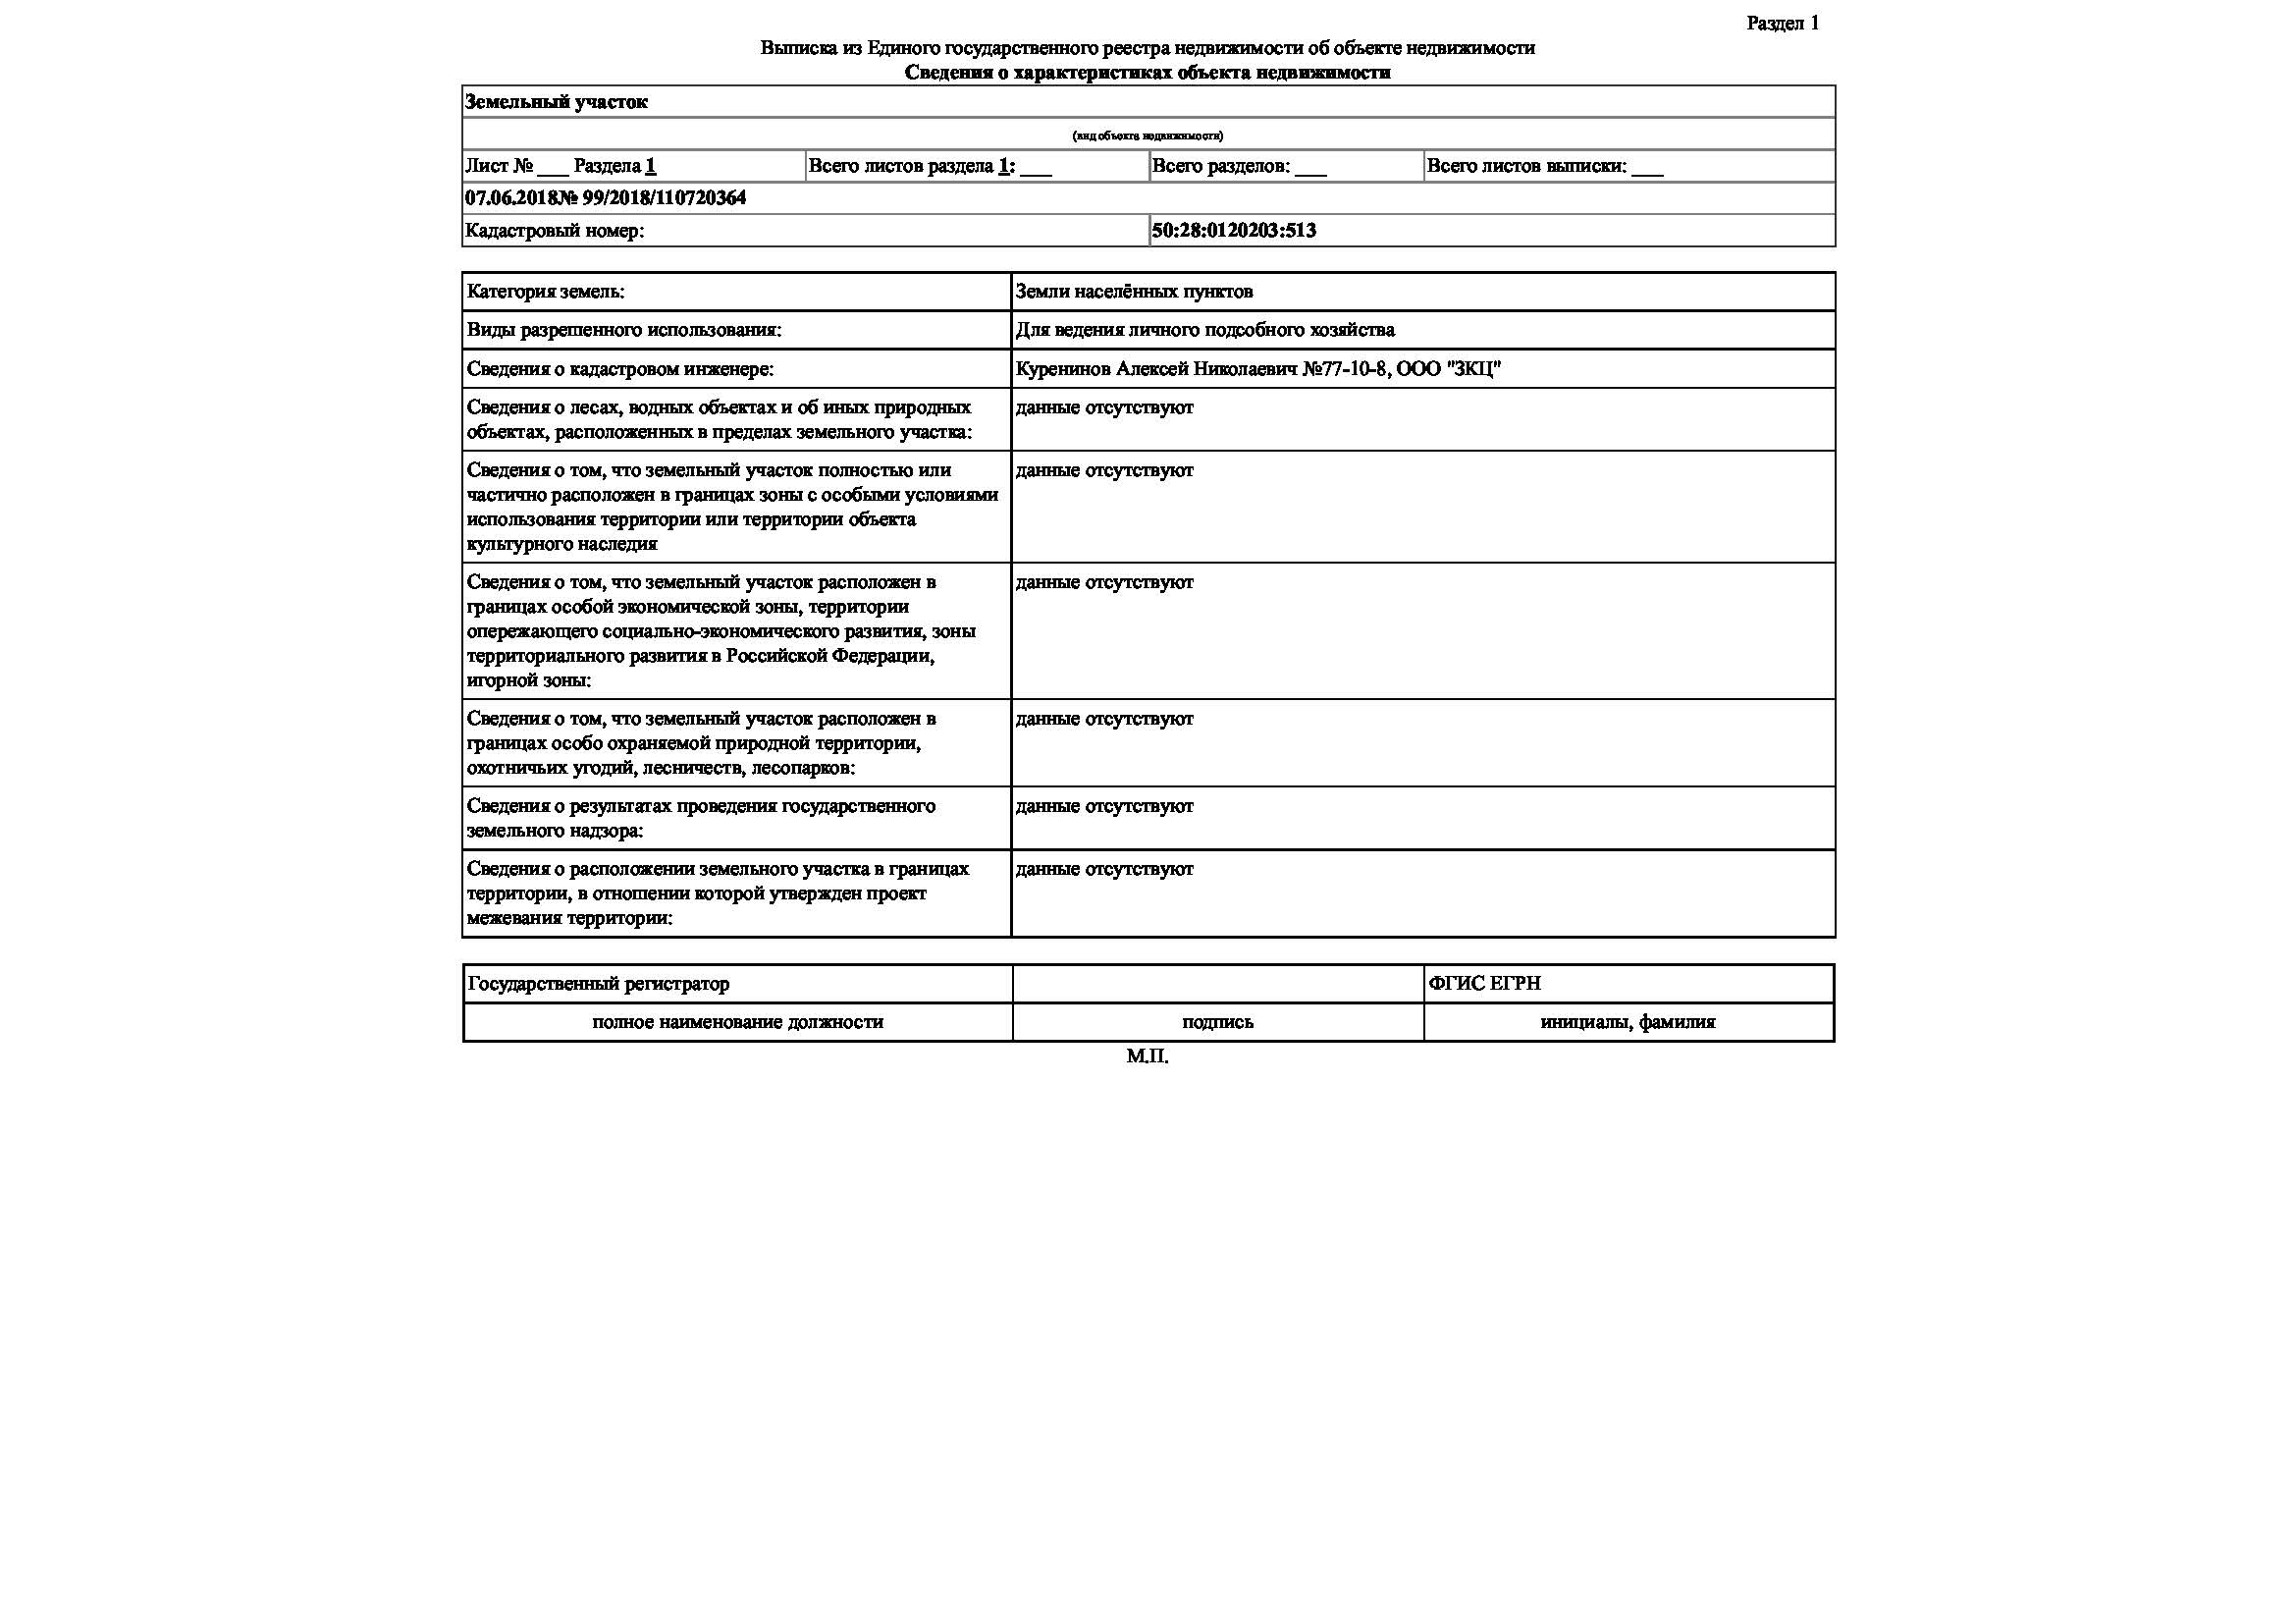 Раздел 1
Выписка из Единого государственного реестра недвижимости об объекте недвижимости
Сведения о характеристиках объекта недвижимости
Земельный участок
(вид объекта недвижимости)
Лист № ___ Раздела 1 Всего листов раздела 1: ___ Всего разделов: ___ Всего листов выписки: ___
07.06.2018№ 99/2018/110720364
Кадастровый номер: 50:28:0120203:513
Категория земель: Земли населённых пунктов
Виды разрешенного использования: Для ведения личного подсобного хозяйства
Сведения о кадастровом инженере: Куренинов Алексей Николаевич №77-10-8, ООО "ЗКЦ"
Сведения о лесах, водных объектах и об иных природных данные отсутствуют
объектах, расположенных в пределах земельного участка:
Сведения о том, что земельный участок полностью или данные отсутствуют
частично расположен в границах зоны с особыми условиями
использования территории или территории объекта
культурного наследия
Сведения о том, что земельный участок расположен в данные отсутствуют
границах особой экономической зоны, территории
опережающего социально-экономического развития, зоны
территориального развития в Российской Федерации,
игорной зоны:
Сведения о том, что земельный участок расположен в данные отсутствуют
границах особо охраняемой природной территории,
охотничьих угодий, лесничеств, лесопарков:
Сведения о результатах проведения государственного данные отсутствуют
земельного надзора:
Сведения о расположении земельного участка в границах данные отсутствуют
территории, в отношении которой утвержден проект
межевания территории:
Государственный регистратор ФГИС ЕГРН
полное наименование должности подпись инициалы, фамилия
М.П.